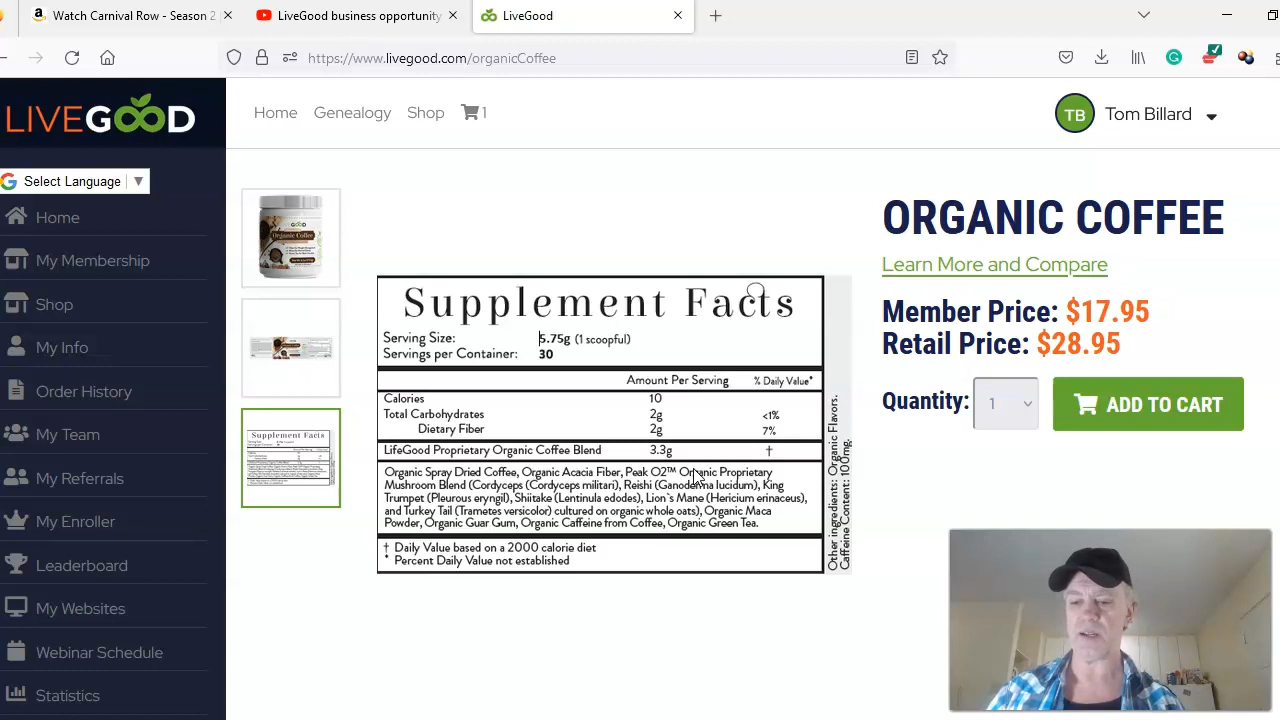 Watch Carnival Row - Season 2
LiveGood business opportunity
LiveGood
https://www.livegood.com/organicCoffee
LIVEGOOD
Home
Genealogy
Shop
1
TB
Tom Billard
Select Language
Home
My Membership
Shop
My Info
Order History
My Team
My Referrals
My Enroller
Leaderboard
My Websites
Webinar Schedule
Statistics
Supplement Facts
Serving Size: 5.75g (1 scoopful)
Servings per Container: 30
Amount Per Serving % Daily Value*
Calories 10
Total Carbohydrates 2g <1%
Dietary Fiber 2g 7%
LifeGood Proprietary Organic Coffee Blend 3.3g †
Organic Spray Dried Coffee, Organic Acacia Fiber, Peak O2™ Organic Proprietary
Mushroom Blend (Cordyceps (Cordyceps militari), Reishi (Ganoderma lucidum), King
Trumpet (Pleurous eryngil), Shiitake (Lentinula edodes), Lion`s Mane (Hericium erinaceus),
and Turkey Tail (Trametes versicolor) cultured on organic whole oats), Organic Maca
Powder, Organic Guar Gum, Organic Caffeine from Coffee, Organic Green Tea.
† Daily Value based on a 2000 calorie diet
* Percent Daily Value not established
Other ingredients: Organic Flavors.
Caffeine Content: 100mg.
ORGANIC COFFEE
Learn More and Compare
Member Price: $17.95
Retail Price: $28.95
Quantity: 1
ADD TO CART